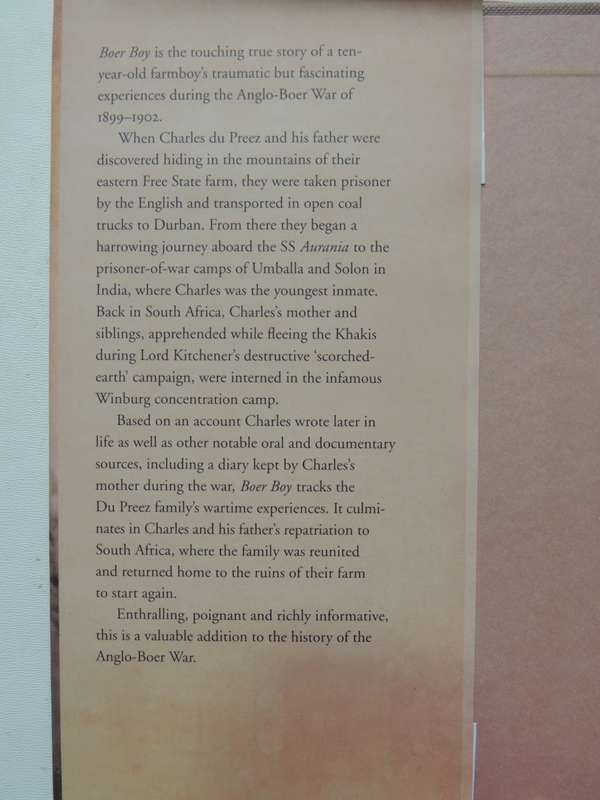 Boer Boy is the touching true story of a ten-
year-old farmboy's traumatic but fascinating
experiences during the Anglo-Boer War of
1899–1902.
When Charles du Preez and his father were
discovered hiding in the mountains of their
eastern Free State farm, they were taken prisoner
by the English and transported in open coal
trucks to Durban. From there they began a
harrowing journey aboard the SS Aurania to the
prisoner-of-war camps of Umballa and Solon in
India, where Charles was the youngest inmate.
Back in South Africa, Charles's mother and
siblings, apprehended while fleeing the Khakis
during Lord Kitchener's destructive 'scorched-
earth' campaign, were interned in the infamous
Winburg concentration camp.
Based on an account Charles wrote later in
life as well as other notable oral and documentary
sources, including a diary kept by Charles's
mother during the war, Boer Boy tracks the
Du Preez family's wartime experiences. It culmi-
nates in Charles and his father's repatriation to
South Africa, where the family was reunited
and returned home to the ruins of their farm
to start again.
Enthralling, poignant and richly informative,
this is a valuable addition to the history of the
Anglo-Boer War.